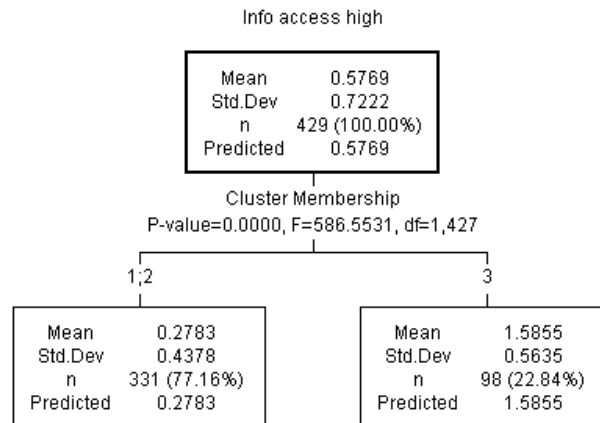 Info access high
Mean 0.5769
Std.Dev 0.7222
n 429 (100.00%)
Predicted 0.5769
Cluster Membership
P-value=0.0000, F=586.5531, df=1,427
1;2
3
Mean 0.2783
Std.Dev 0.4378
n 331 (77.16%)
Predicted 0.2783
Mean 1.5855
Std.Dev 0.5635
n 98 (22.84%)
Predicted 1.5855